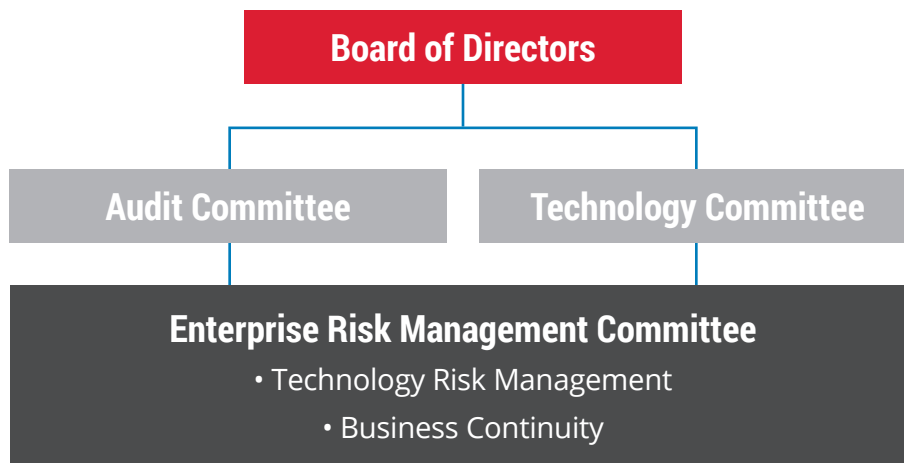 Board of Directors
Audit Committee
Technology Committee
Enterprise Risk Management Committee
• Technology Risk Management
• Business Continuity